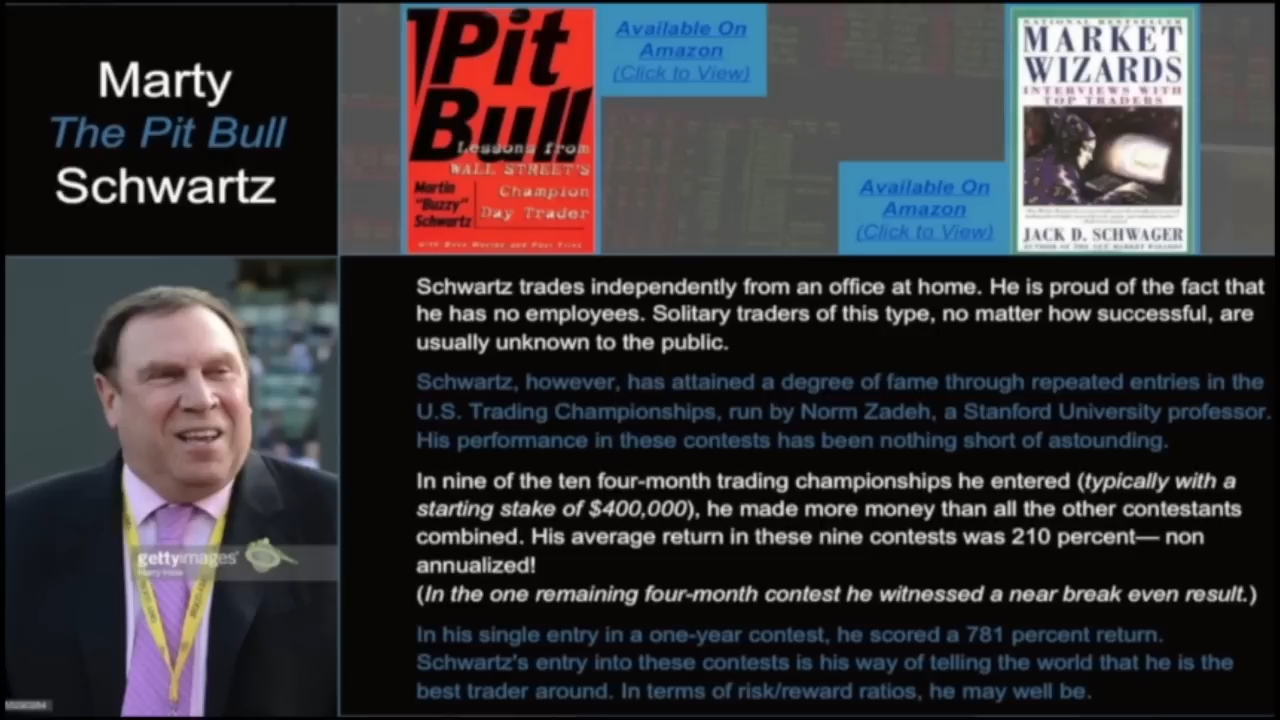 Marty
The Pit Bull
Schwartz
Pit
Bull
Lessons from
WALL STREET'S
Champion
Day Trader
Martin
"Buzzy"
Schwartz
Available On
Amazon
(Click to View)
Available On
Amazon
(Click to View)
NATIONAL BESTSELLER
MARKET
WIZARDS
INTERVIEWS WITH
TOP TRADERS
JACK D. SCHWAGER
Schwartz trades independently from an office at home. He is proud of the fact that
he has no employees. Solitary traders of this type, no matter how successful, are
usually unknown to the public.
Schwartz, however, has attained a degree of fame through repeated entries in the
U.S. Trading Championships, run by Norm Zadeh, a Stanford University professor.
His performance in these contests has been nothing short of astounding.
In nine of the ten four-month trading championships he entered (typically with a
starting stake of $400,000), he made more money than all the other contestants
combined. His average return in these nine contests was 210 percent— non
annualized!
(In the one remaining four-month contest he witnessed a near break even result.)
In his single entry in a one-year contest, he scored a 781 percent return.
Schwartz's entry into these contests is his way of telling the world that he is the
best trader around. In terms of risk/reward ratios, he may well be.
gettyimages